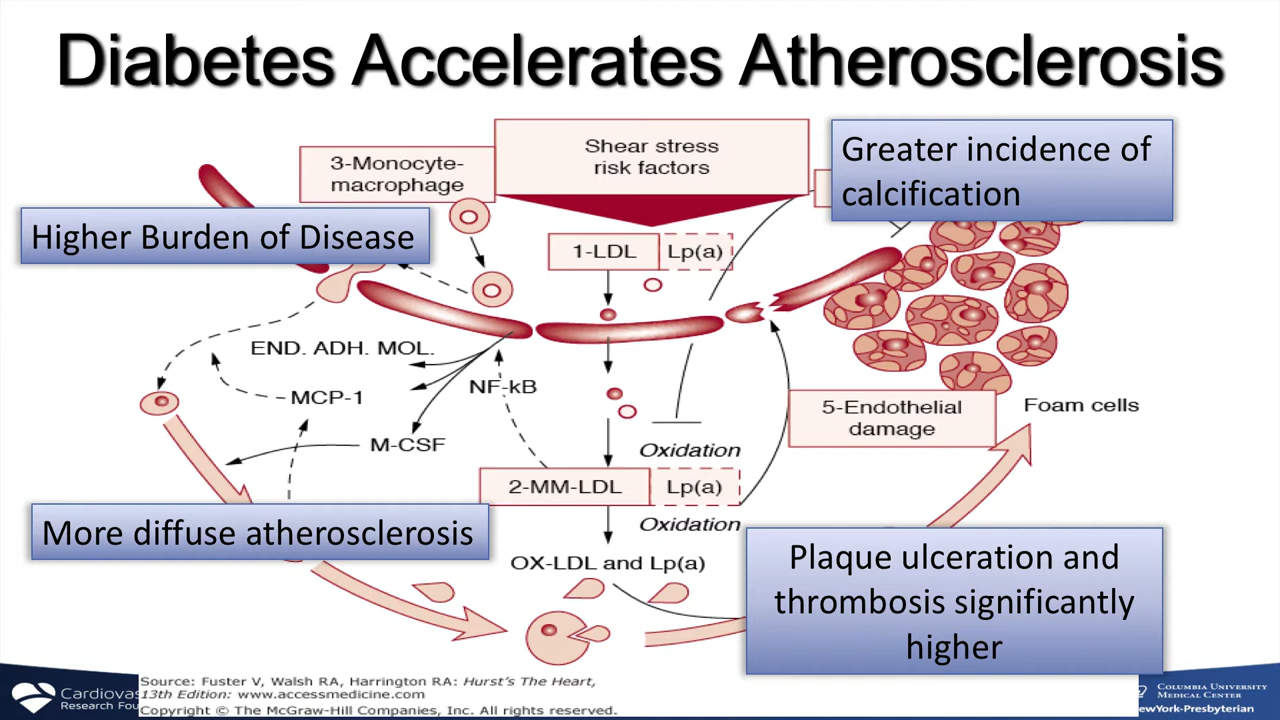 Diabetes Accelerates Atherosclerosis
Shear stress
risk factors
3-Monocyte-
macrophage
Greater incidence of
calcification
Higher Burden of Disease
1-LDL
Lp(a)
END. ADH. MOL.
NF-kB
MCP-1
M-CSF
5-Endothelial
damage
Foam cells
Oxidation
2-MM-LDL
Lp(a)
Oxidation
More diffuse atherosclerosis
OX-LDL and Lp(a)
Plaque ulceration and
thrombosis significantly
higher
Source: Fuster V, Walsh RA, Harrington RA: Hurst's The Heart,
13th Edition: www.accessmedicine.com
Copyright © The McGraw-Hill Companies, Inc. All rights reserved.
Cardiovas
Research Fou
Columbia University
Medical Center
ewYork-Presbyterian